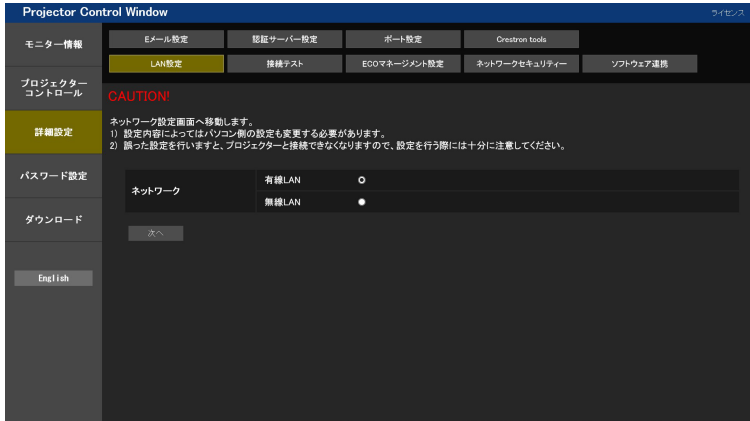 Projector Control Window
ライセンス
モニター情報
プロジェクター
コントロール
詳細設定
パスワード設定
ダウンロード
English
Eメール設定
認証サーバー設定
ポート設定
Crestron tools
LAN設定
接続テスト
ECOマネージメント設定
ネットワークセキュリティー
ソフトウェア連携
CAUTION!
ネットワーク設定画面へ移動します。
1) 設定内容によってはパソコン側の設定も変更する必要があります。
2) 誤った設定を行いますと、プロジェクターと接続できなくなりますので、設定を行う際には十分に注意してください。
ネットワーク
有線LAN
無線LAN
次へ